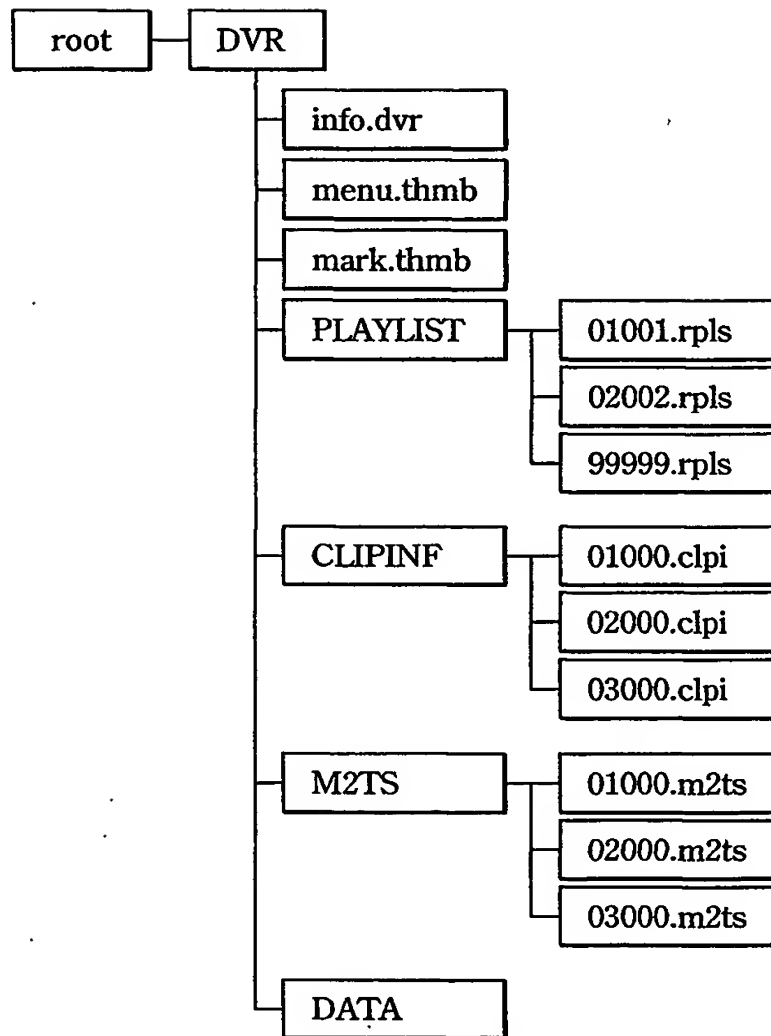 root DVR
info.dvr
menu.thmb
mark.thmb
PLAYLIST 01001.rpls
02002.rpls
99999.rpls
CLIPINF 01000.clpi
02000.clpi
03000.clpi
M2TS 01000.m2ts
02000.m2ts
03000.m2ts
DATA